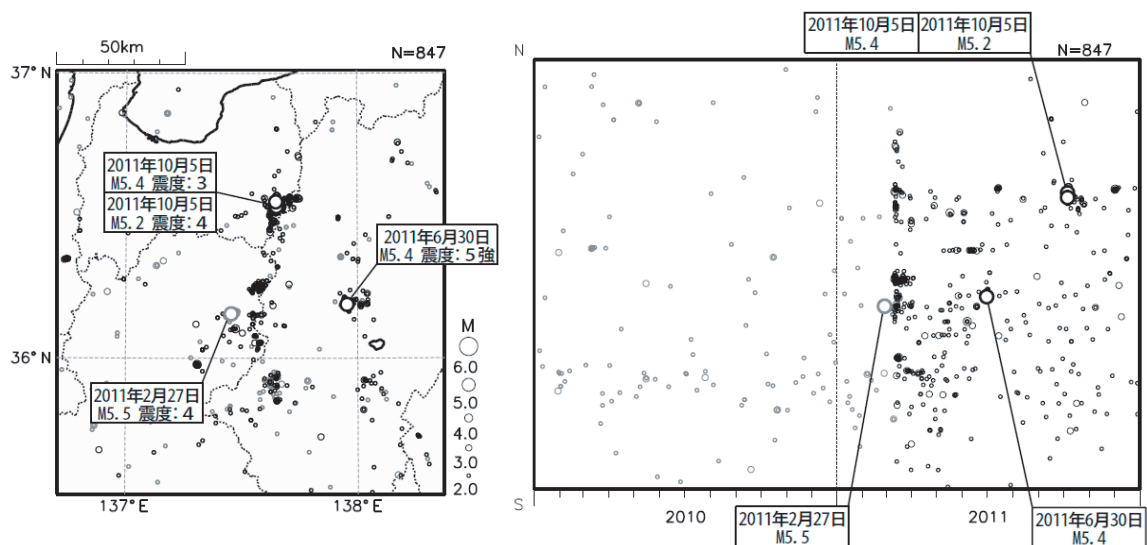 50km
N=847
37°N
2011年10月5日
M5.4 震度:3
2011年10月5日
M5.2 震度:4
2011年6月30日
M5.4 震度:5強
36°N
2011年2月27日
M5.5 震度:4
137°E
138°E
M
6.0
5.0
4.0
3.0
2.0
2011年10月5日
M5.4
2011年10月5日
M5.2
N=847
N
S
2010
2011
2011年2月27日
M5.5
2011年6月30日
M5.4